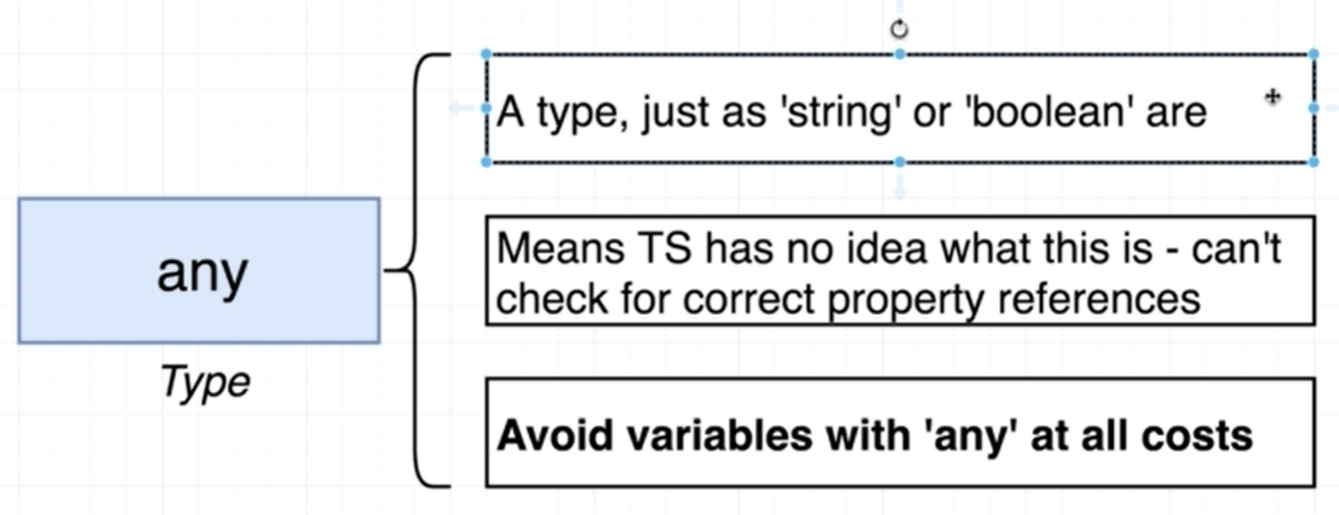 any
Type
A type, just as 'string' or 'boolean' are
Means TS has no idea what this is - can't
check for correct property references
Avoid variables with 'any' at all costs